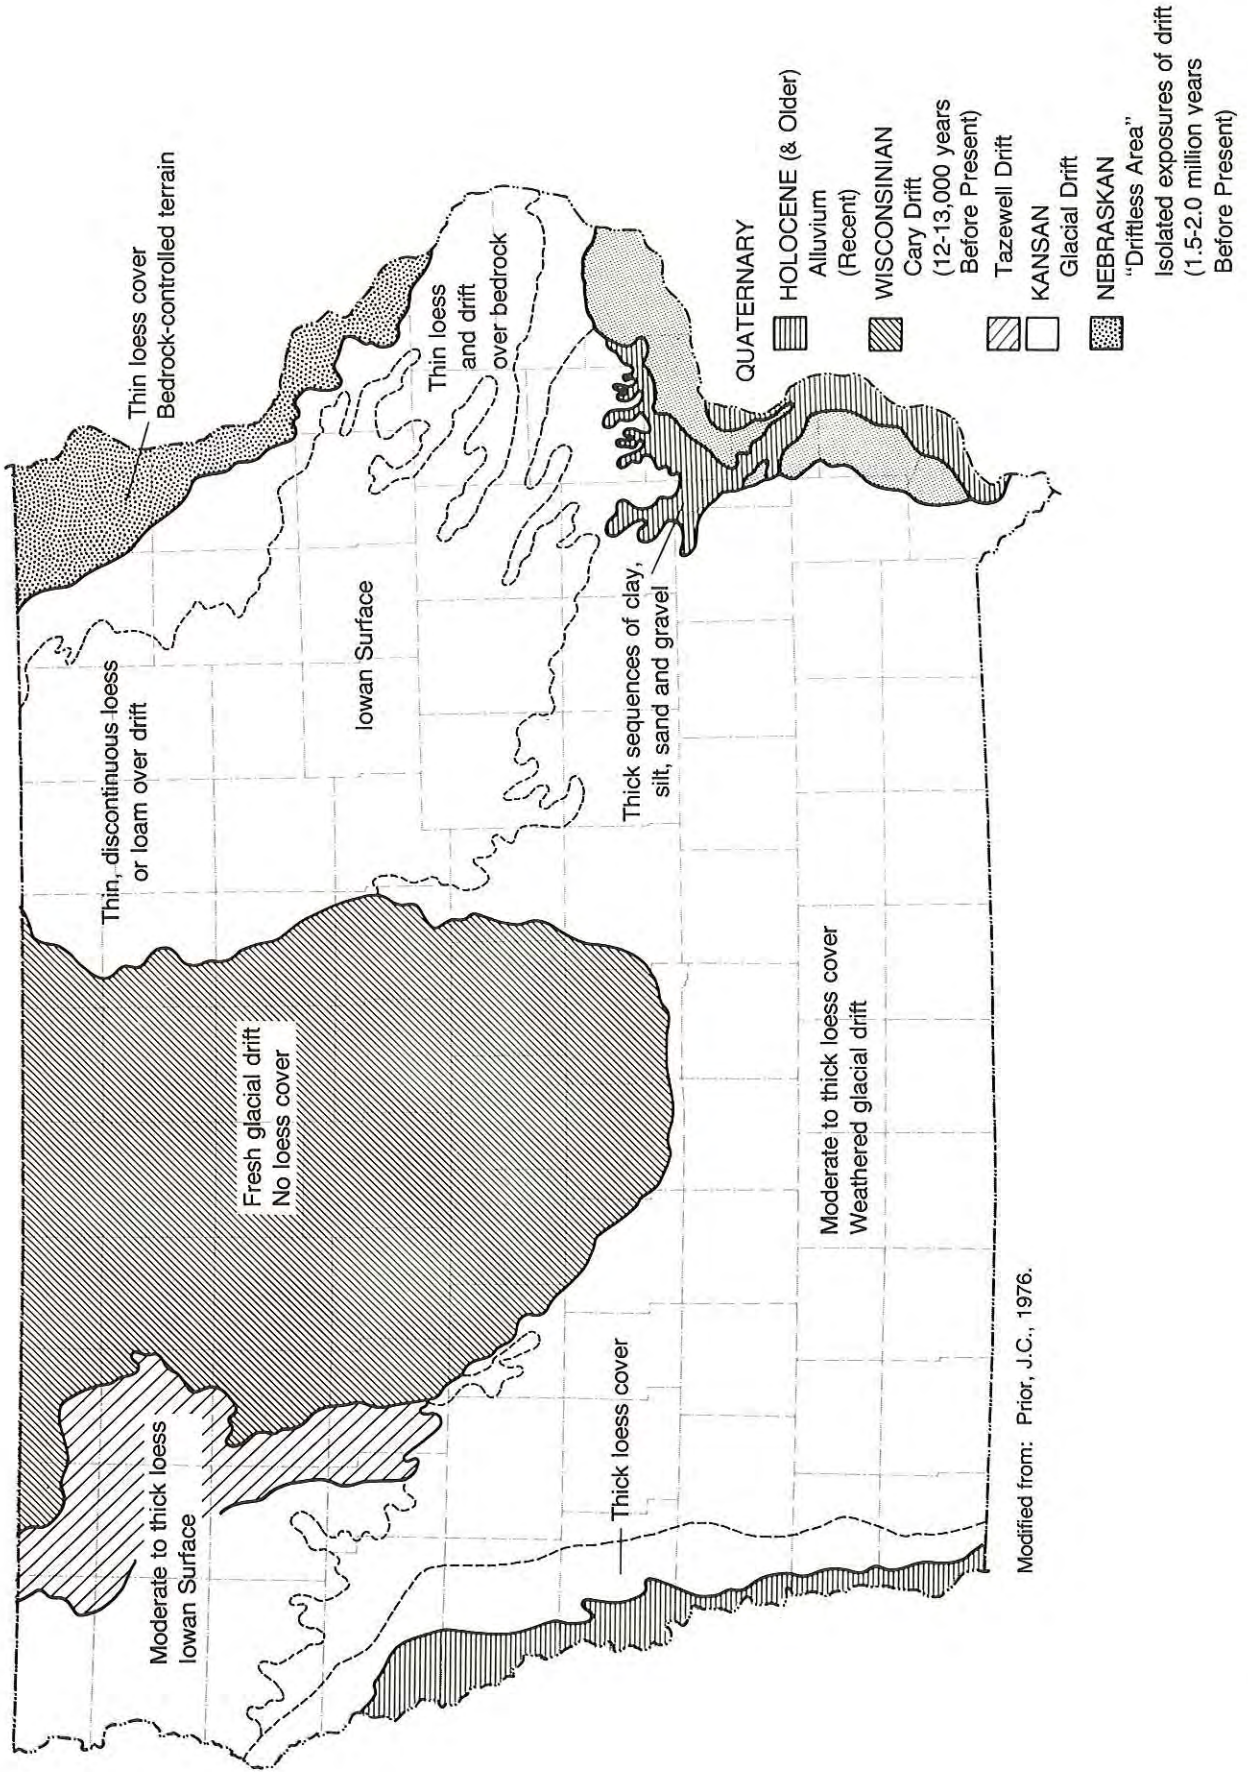 Thin loess cover
Bedrock-controlled terrain
Thin, discontinuous loess
or loam over drift
Thin loess
and drift
over bedrock
Iowan Surface
Fresh glacial drift
No loess cover
Moderate to thick loess
Iowan Surface
Thick sequences of clay,
silt, sand and gravel
Thick loess cover
Moderate to thick loess cover
Weathered glacial drift
QUATERNARY
HOLOCENE (& Older)
Alluvium
(Recent)
WISCONSINIAN
Cary Drift
(12-13,000 years
Before Present)
Tazewell Drift
KANSAN
Glacial Drift
NEBRASKAN
"Driftless Area"
Isolated exposures of drift
(1.5-2.0 million years
Before Present)
Modified from: Prior, J.C., 1976.